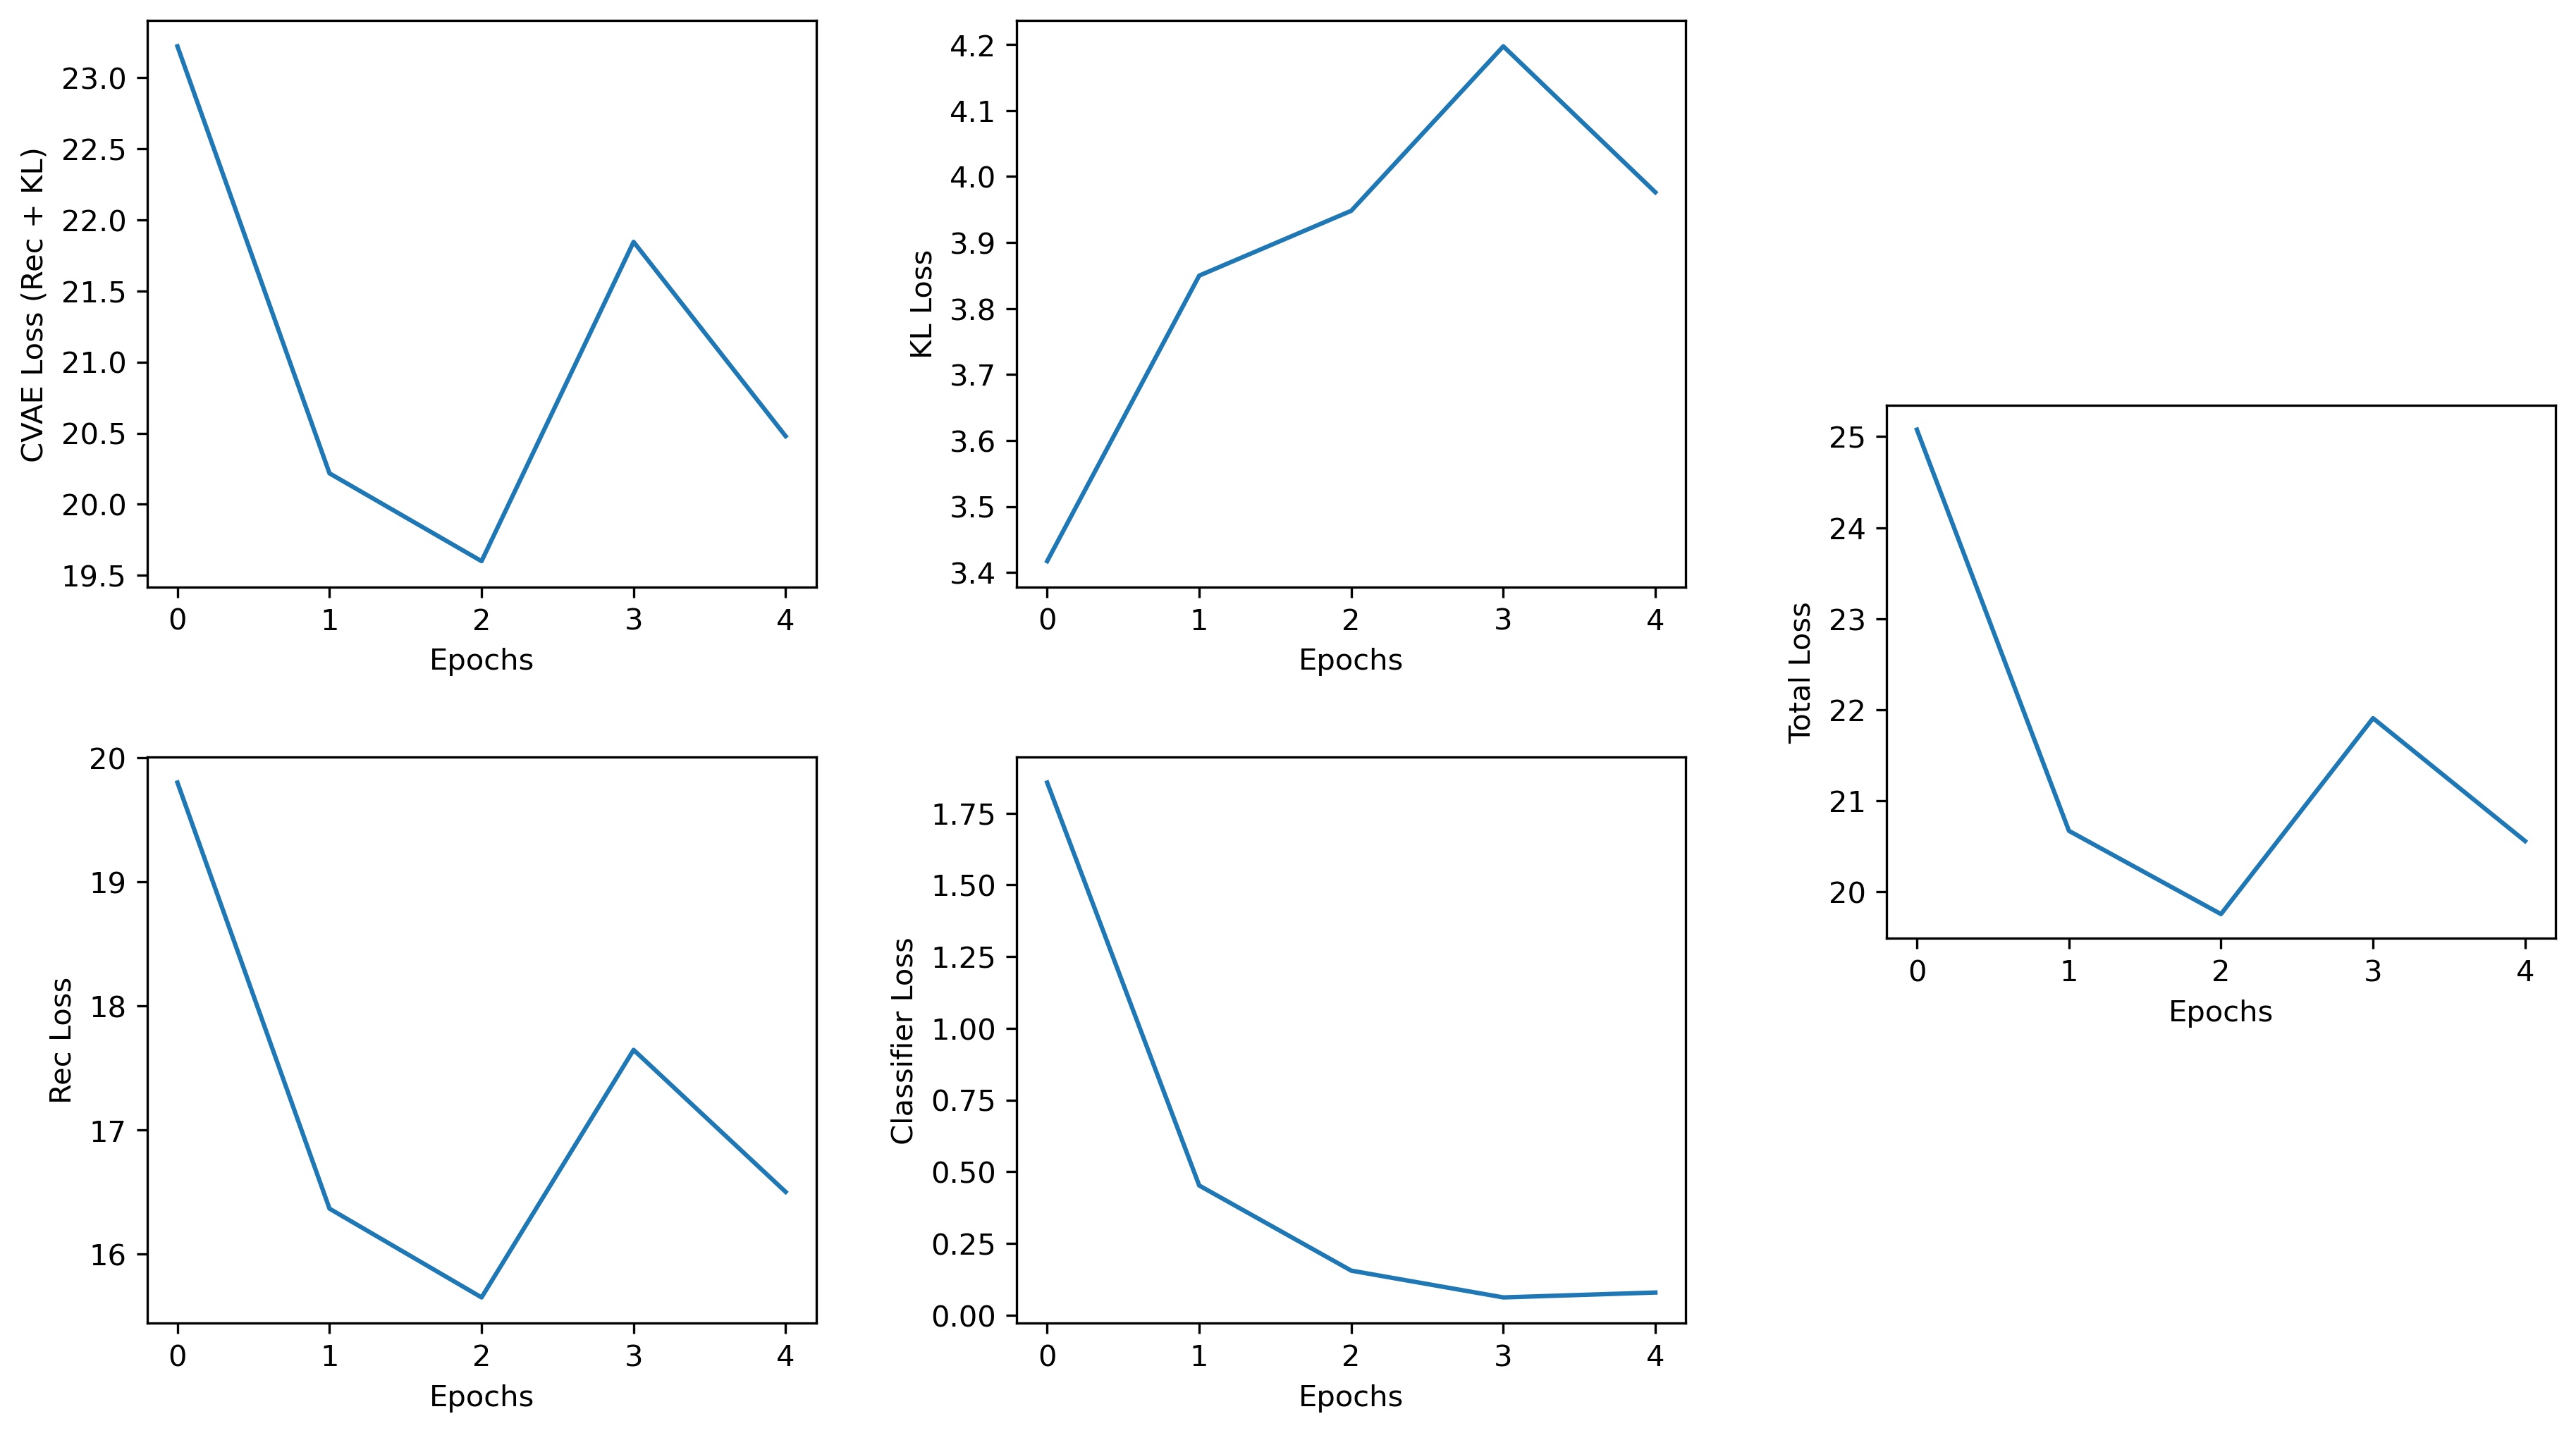 CVAE Loss (Rec + KL)
23.0
22.5
22.0
21.5
21.0
20.5
20.0
19.5
0 1 2 3 4
Epochs
KL Loss
4.2
4.1
4.0
3.9
3.8
3.7
3.6
3.5
3.4
0 1 2 3 4
Epochs
Total Loss
25
24
23
22
21
20
0 1 2 3 4
Epochs
Rec Loss
20
19
18
17
16
0 1 2 3 4
Epochs
Classifier Loss
1.75
1.50
1.25
1.00
0.75
0.50
0.25
0.00
0 1 2 3 4
Epochs